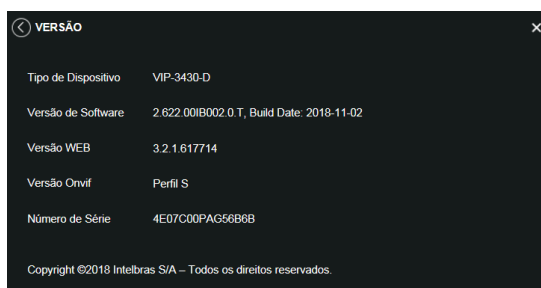 VERSÃO
Tipo de Dispositivo VIP-3430-D
Versão de Software 2.622.00IB002.0.T, Build Date: 2018-11-02
Versão WEB 3.2.1.617714
Versão Onvif Perfil S
Número de Série 4E07C00PAG56B6B
Copyright ©2018 Intelbras S/A – Todos os direitos reservados.